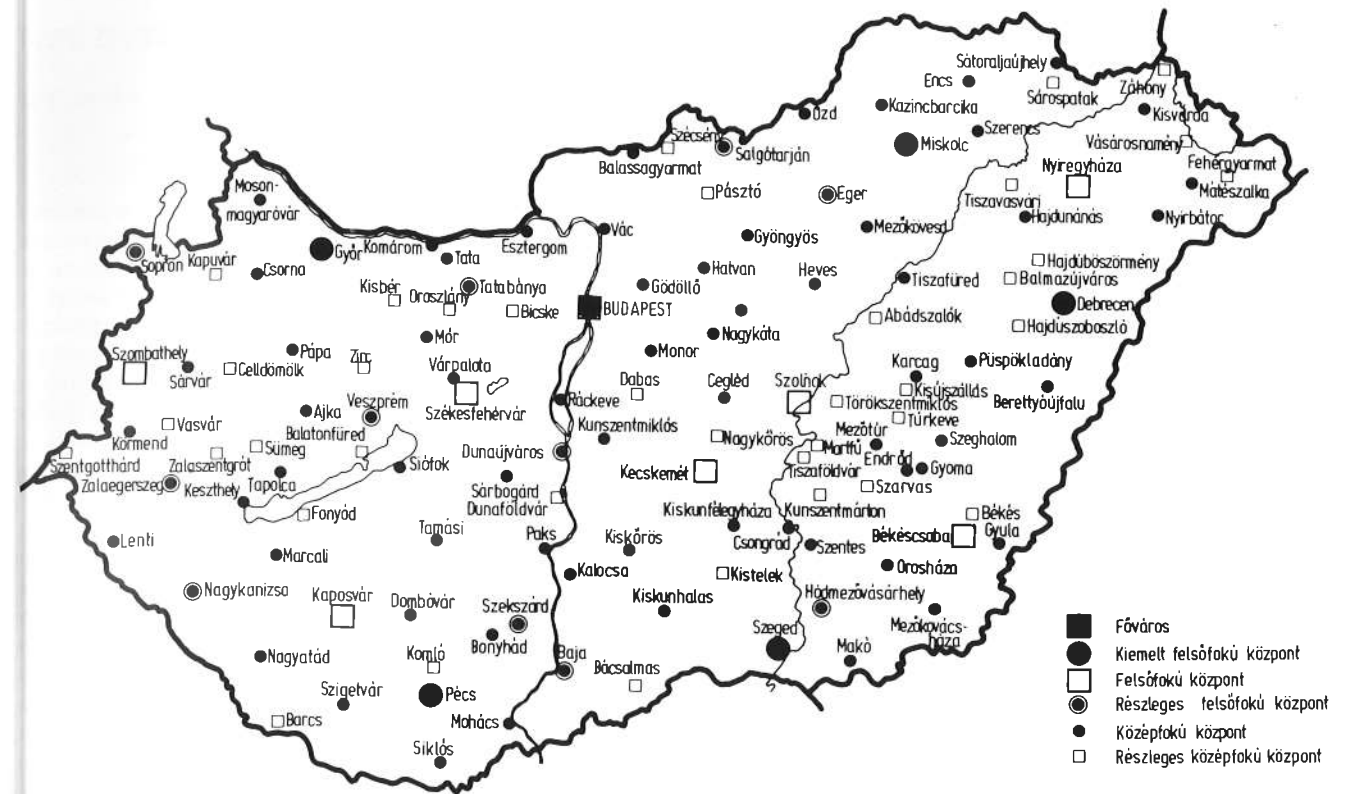 Sátoraljaújhely
Encs
Sárospatak
Záhony
Kazincbarcika
Kisvárda
Ózd
Szerencs
Szécsény
Miskolc
Vásárosnamény
Balassagyarmat
Salgótarján
Nyiregyháza
Fehérgyarmat
Pásztó
Eger
Tiszavasvári
Mátészalka
Moson-
magyaróvár
Hajdunánás
Nyirbátor
Vác
Mezőkövesd
Gyöngyös
Győr
Komárom
Esztergom
Sopron
Kapuvár
Csorna
Tata
Hatvan
Heves
Hajdúböszörmény
Tiszafüred
Balmazújváros
Kisbér
Oroszlány
Tatabánya
Gödöllő
Bicske
BUDAPEST
Debrecen
Abádszalók
Hajdúszoboszló
Mór
Nagykáta
Szombathely
Pápa
Zirc
Monor
Sárvár
Celldömölk
Várpalota
Karcag
Püspökladány
Dabas
Cegléd
Szolnok
Kisújszállás
Székesfehérvár
Ráckeve
Törökszentmiklós
Berettyóujfalu
Veszprém
Ajka
Vasvár
Túrkeve
Körmend
Balatonfüred
Kunszentmiklós
Nagykőrös
Mezőtúr
Szeghalom
Sümeg
Martfű
Szentgotthárd
Zalaszentgrót
Dunaújváros
Endrőd
Gyoma
Tiszaföldvár
Zalaegerszeg
Keszthely
Tapolca
Siófok
Kecskemét
Sárbogárd
Szarvas
Dunaföldvár
Fonyód
Kiskunfélegyháza
Kunszentmárton
Békés
Tamási
Paks
Kiskőrös
Csongrád
Szentes
Békéscsaba
Gyula
Lenti
Marcali
Kalocsa
Kistelek
Orosháza
Nagykanizsa
Kaposvár
Dombóvár
Szekszárd
Kiskunhalas
Hódmezővásárhely
Bonyhád
Szeged
Mezőkovács-
háza
Nagyatád
Komló
Baja
Bácsalmas
Makó
Szigetvár
Pécs
Barcs
Mohács
Siklós
Főváros
Kiemelt felsőfokú központ
Felsőfokú központ
Részleges felsőfokú központ
Középfokú központ
Részleges középfokú központ